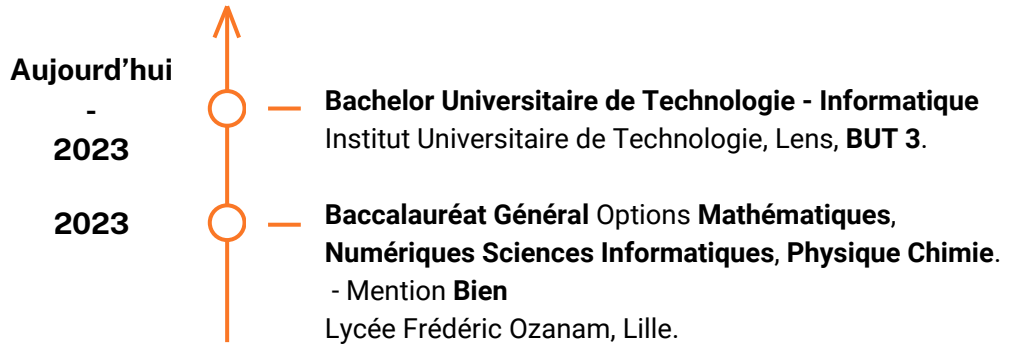 Aujourd’hui
-
2023
Bachelor Universitaire de Technologie - Informatique
Institut Universitaire de Technologie, Lens, BUT 3.
2023
Baccalauréat Général Options Mathématiques,
Numériques Sciences Informatiques, Physique Chimie.
- Mention Bien
Lycée Frédéric Ozanam, Lille.